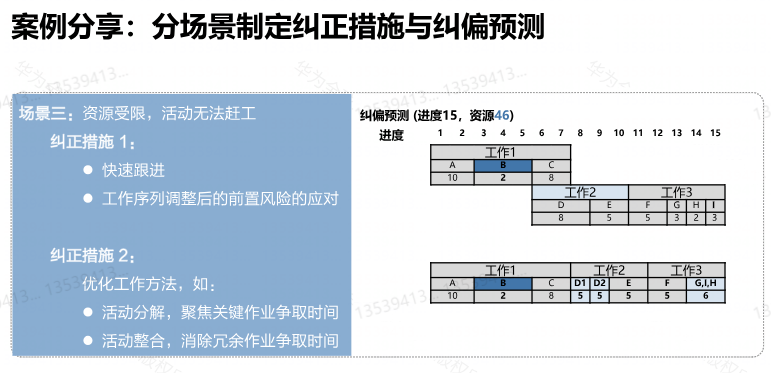 案例分享：分场景制定纠正措施与纠偏预测
场景三：资源受限，活动无法赶工
纠正措施 1：
● 快速跟进
● 工作序列调整后的前置风险的应对
纠正措施 2：
优化工作方法，如：
● 活动分解，聚焦关键作业争取时间
● 活动整合，消除冗余作业争取时间
纠偏预测 (进度15，资源46)
进度 1 2 3 4 5 6 7 8 9 10 11 12 13 14 15
工作1
A B C
10 2 8
工作2 工作3
D E F G H I
8 5 5 3 2 3
工作1 工作2 工作3
A B C D1 D2 E F G,I,H
10 2 8 5 5 5 5 6
13539413...
13539413...
13539413...
13539413...